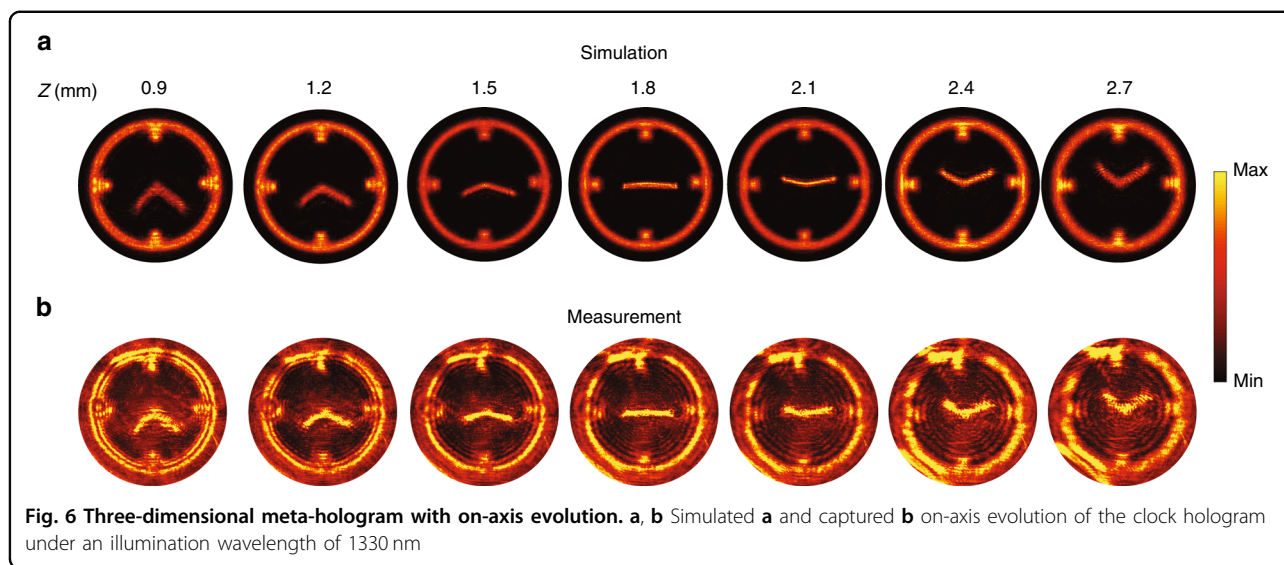 a
Simulation
Z (mm) 0.9 1.2 1.5 1.8 2.1 2.4 2.7
Max
Min
b
Measurement
Fig. 6 Three-dimensional meta-hologram with on-axis evolution. a, b Simulated a and captured b on-axis evolution of the clock hologram
under an illumination wavelength of 1330 nm